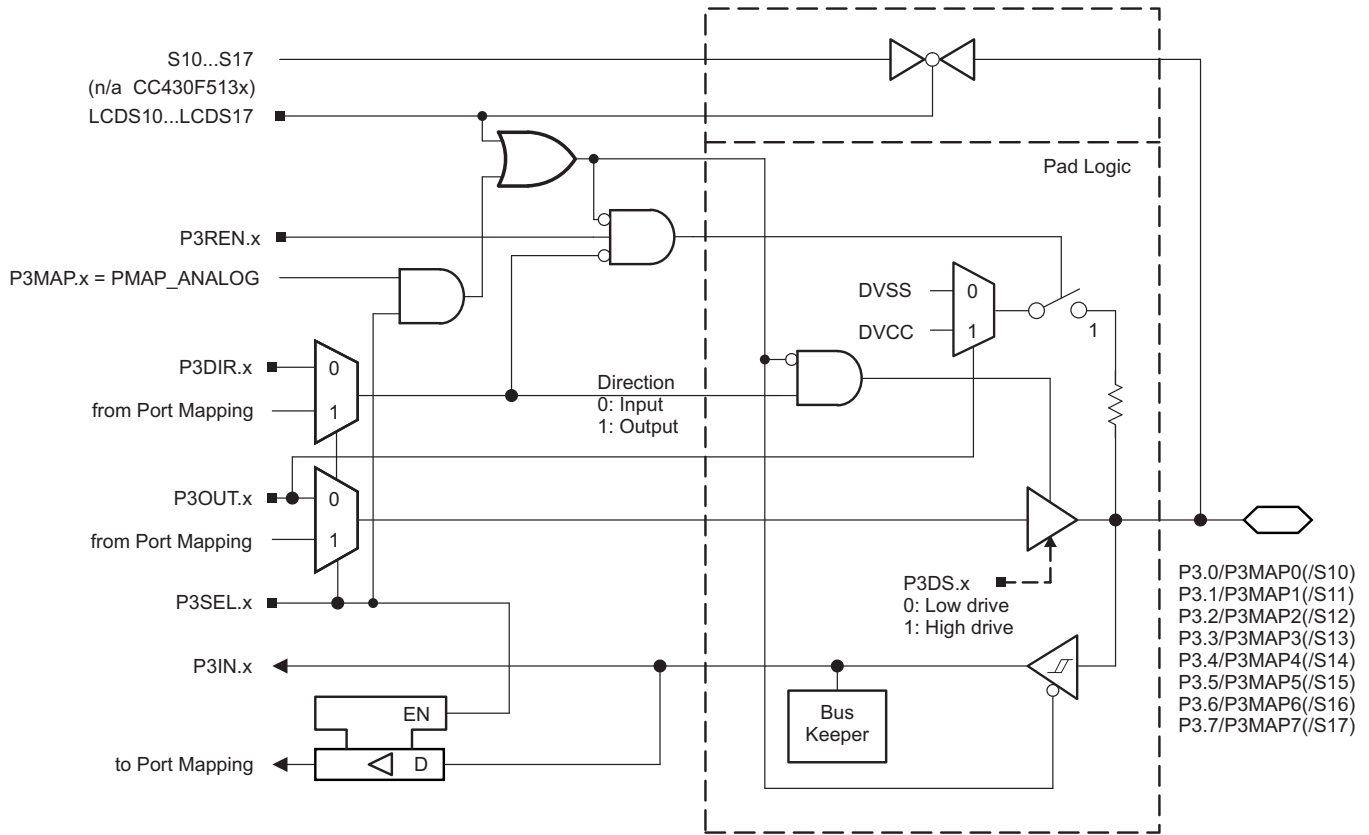 S10...S17
(n/a CC430F513x)
LCDS10...LCDS17
Pad Logic
P3REN.x
P3MAP.x = PMAP_ANALOG
DVSS
0
DVCC
1
1
P3DIR.x
0
from Port Mapping
1
Direction
0: Input
1: Output
P3OUT.x
0
from Port Mapping
1
P3SEL.x
P3DS.x
0: Low drive
1: High drive
P3.0/P3MAP0(/S10)
P3.1/P3MAP1(/S11)
P3.2/P3MAP2(/S12)
P3.3/P3MAP3(/S13)
P3.4/P3MAP4(/S14)
P3.5/P3MAP5(/S15)
P3.6/P3MAP6(/S16)
P3.7/P3MAP7(/S17)
P3IN.x
EN
Bus
Keeper
to Port Mapping
D